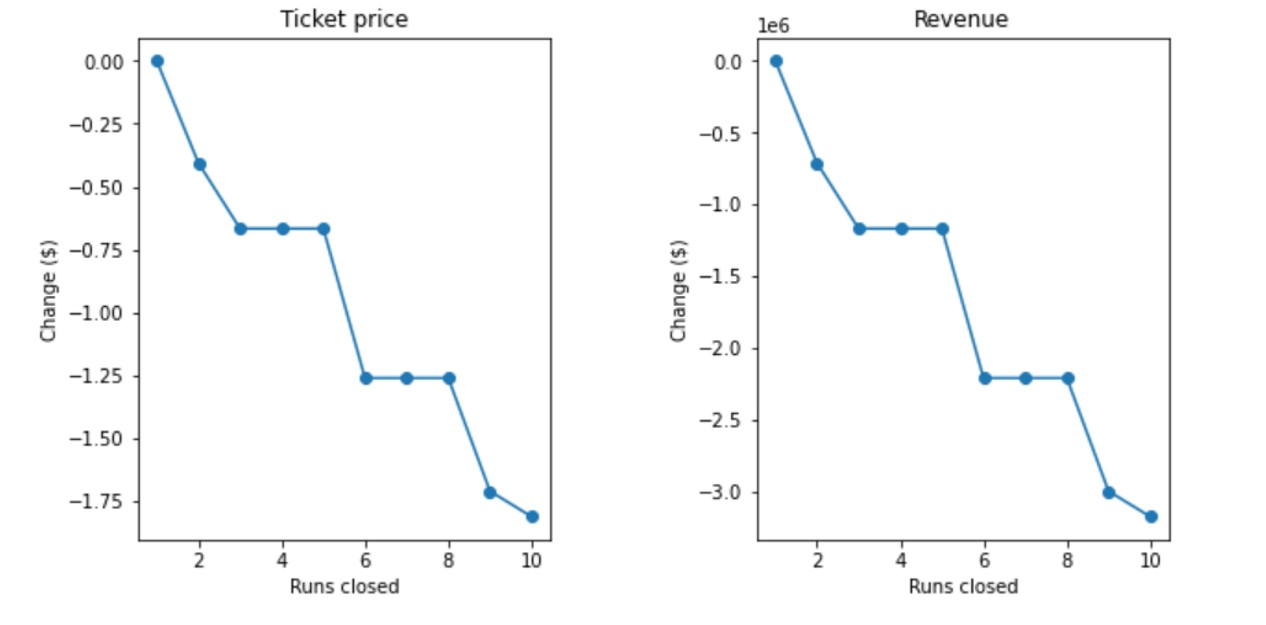 Ticket price
0.00
−0.25
−0.50
−0.75
−1.00
−1.25
−1.50
−1.75
Change ($)
2 4 6 8 10
Runs closed
Revenue
1e6
0.0
−0.5
−1.0
−1.5
−2.0
−2.5
−3.0
Change ($)
2 4 6 8 10
Runs closed